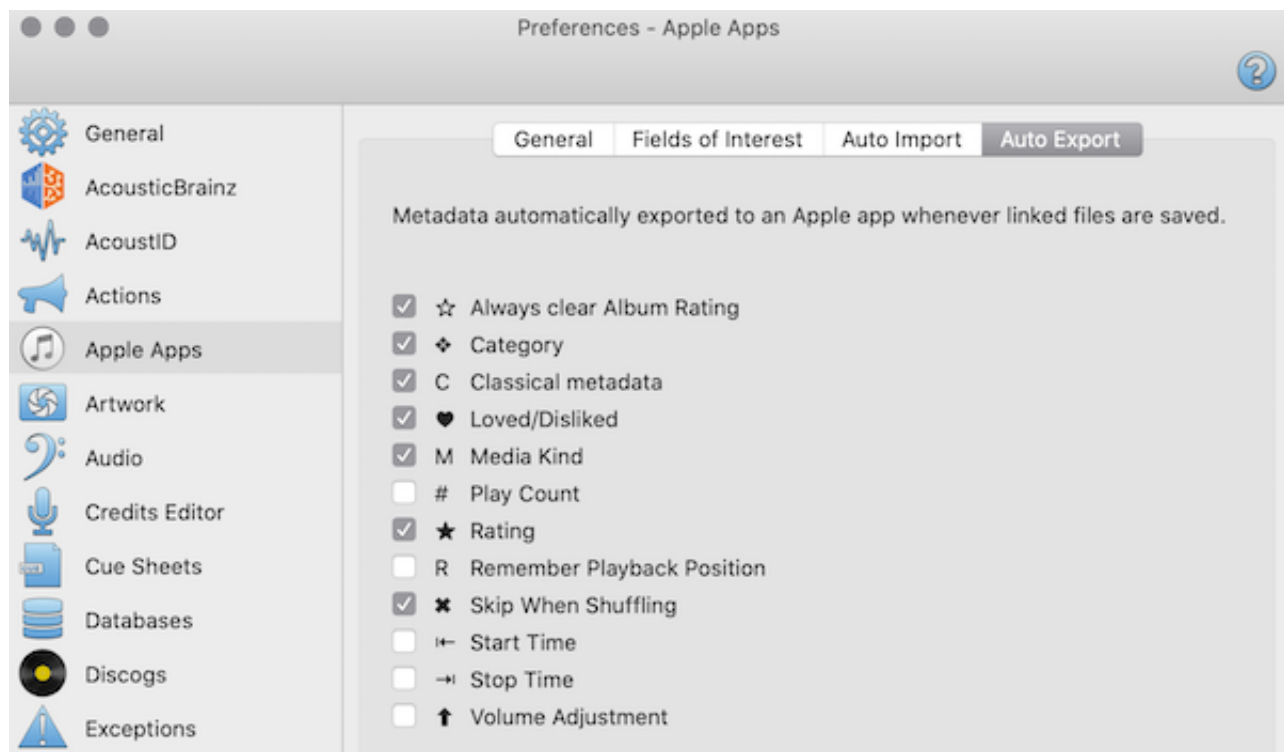 Preferences - Apple Apps
General
AcousticBrainz
AcoustID
Actions
Apple Apps
Artwork
Audio
Credits Editor
Cue Sheets
Databases
Discogs
Exceptions
General Fields of Interest Auto Import Auto Export
Metadata automatically exported to an Apple app whenever linked files are saved.
☆ Always clear Album Rating
❖ Category
C Classical metadata
♥ Loved/Disliked
M Media Kind
# Play Count
★ Rating
R Remember Playback Position
✖ Skip When Shuffling
Start Time
Stop Time
Volume Adjustment